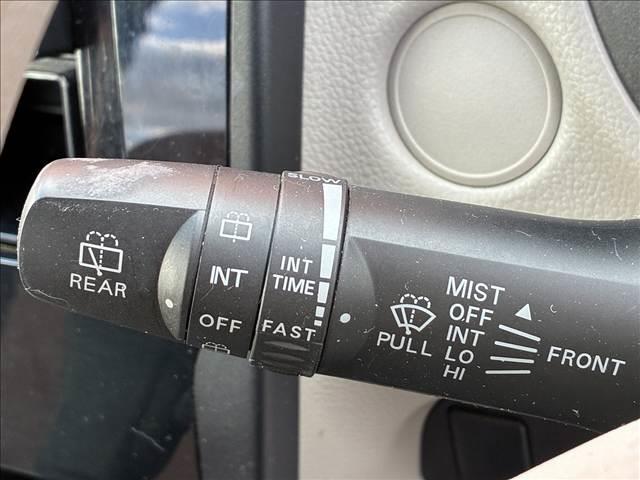 REAR
INT
OFF
SLOW
INT
TIME
FAST
PULL
MIST
OFF
INT
LO
HI
FRONT